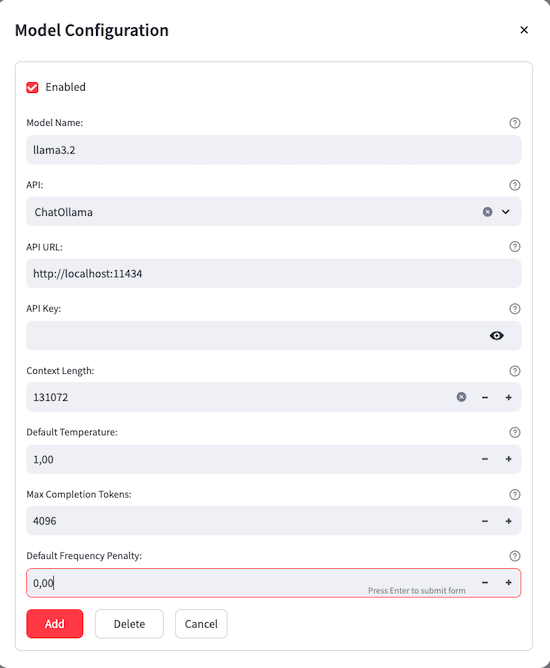 Model Configuration
Enabled
Model Name:
llama3.2
API:
ChatOllama
API URL:
http://localhost:11434
API Key:
Context Length:
131072
Default Temperature:
1,00
Max Completion Tokens:
4096
Default Frequency Penalty:
0,00
Press Enter to submit form
Add Delete Cancel